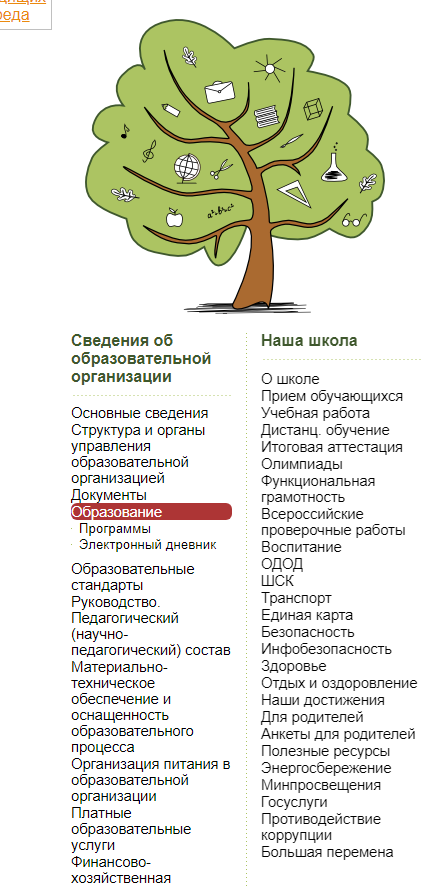 реда
a²+b²=c²
Сведения об
образовательной
организации
Основные сведения
Структура и органы
управления
образовательной
организацией
Документы
Образование
Программы
Электронный дневник
Образовательные
стандарты
Руководство.
Педагогический
(научно-
педагогический) состав
Материально-
техническое
обеспечение и
оснащенность
образовательного
процесса
Организация питания в
образовательной
организации
Платные
образовательные
услуги
Финансово-
хозяйственная
Наша школа
О школе
Прием обучающихся
Учебная работа
Дистанц. обучение
Итоговая аттестация
Олимпиады
Функциональная
грамотность
Всероссийские
проверочные работы
Воспитание
ОДОД
ШСК
Транспорт
Единая карта
Безопасность
Инфобезопасность
Здоровье
Отдых и оздоровление
Наши достижения
Для родителей
Анкеты для родителей
Полезные ресурсы
Энергосбережение
Минпросвещения
Госуслуги
Противодействие
коррупции
Большая перемена